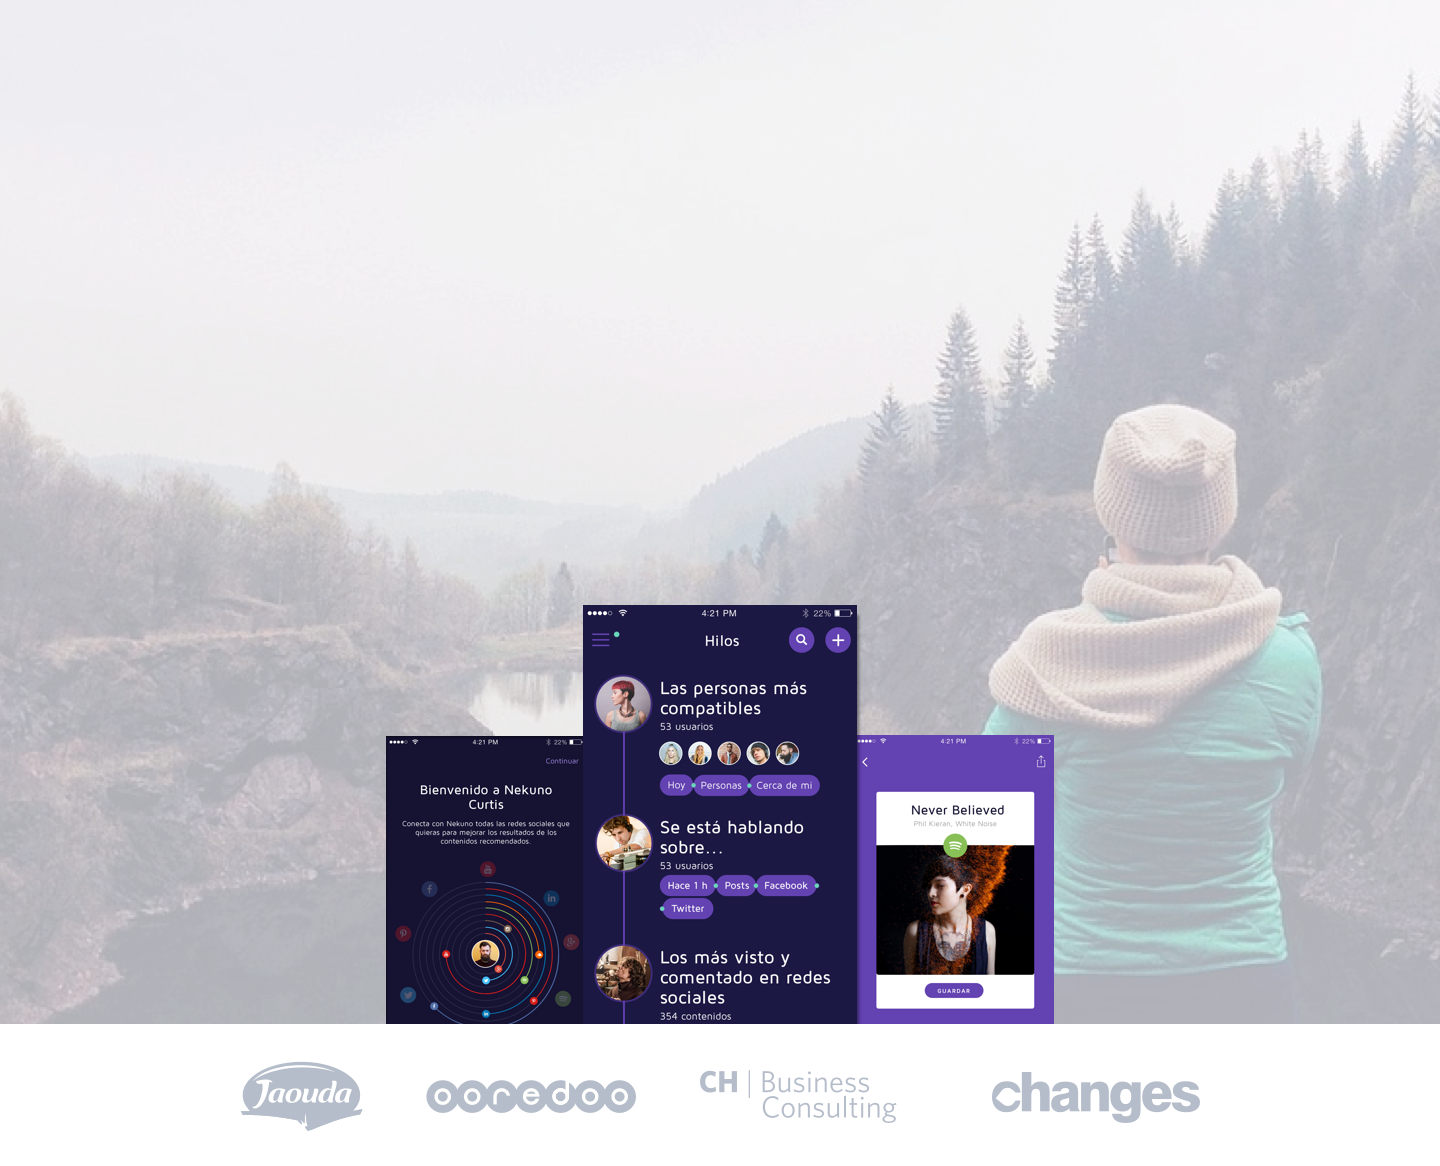 4:21 PM
22%
Hilos
Las personas más
compatibles
53 usuarios
Hoy
Personas
Cerca de mi
Se está hablando
sobre...
53 usuarios
Hace 1 h
Posts
Facebook
Twitter
Los más visto y
comentado en redes
sociales
354 contenidos
4:21 PM
22%
Continuar
Bienvenido a Nekuno
Curtis
Conecta con Nekuno todas las redes sociales que
quieras para mejorar los resultados de los
contenidos recomendados.
4:21 PM
22%
Never Believed
Phil Kieran, White Noise
GUARDAR
Jaouda
ooredoo
CH | Business
Consulting
changes